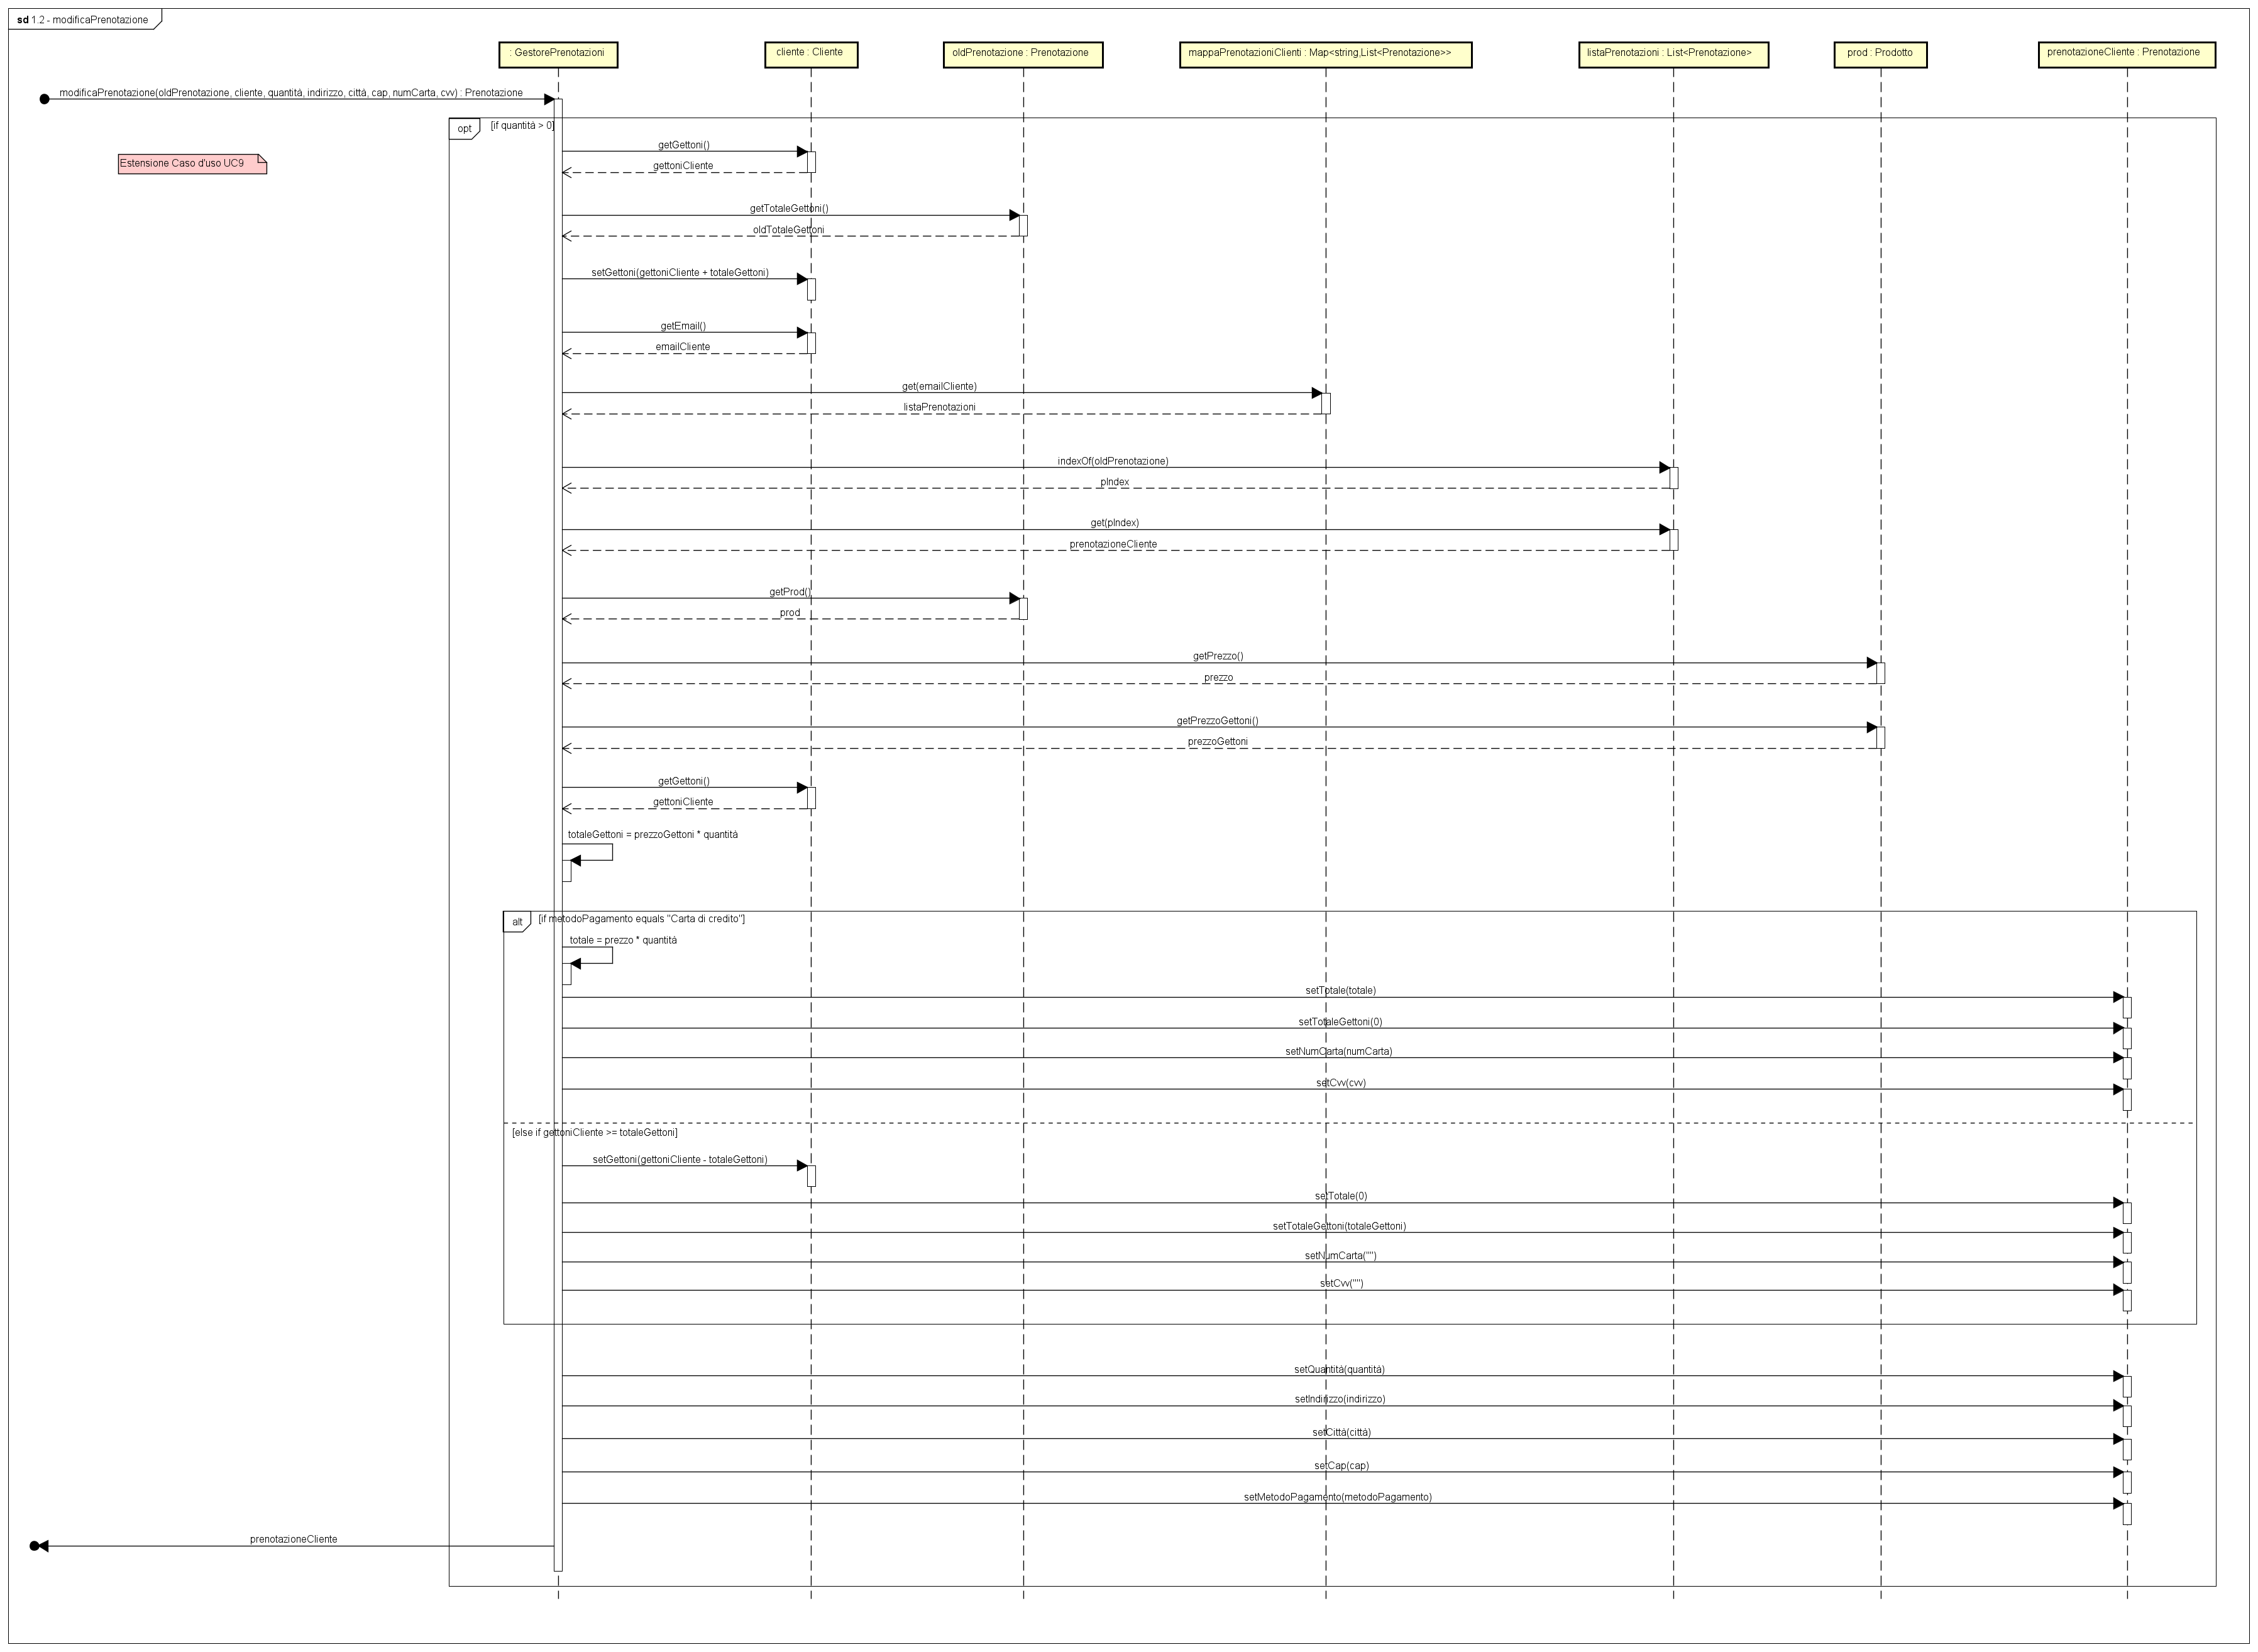 sd 1.2 - modificaPrenotazione
: GestorePrenotazioni
cliente : Cliente
oldPrenotazione : Prenotazione
mappaPrenotazioniClienti : Map<string,List<Prenotazione>>
listaPrenotazioni : List<Prenotazione>
prod : Prodotto
prenotazioneCliente : Prenotazione
modificaPrenotazione(oldPrenotazione, cliente, quantità, indirizzo, città, cap, numCarta, cvv) : Prenotazione
opt
[if quantità > 0]
Estensione Caso d'uso UC9
getGettoni()
gettoniCliente
getTotaleGettoni()
oldTotaleGettoni
setGettoni(gettoniCliente + totaleGettoni)
getEmail()
emailCliente
get(emailCliente)
listaPrenotazioni
indexOf(oldPrenotazione)
pIndex
get(pIndex)
prenotazioneCliente
getProd()
prod
getPrezzo()
prezzo
getPrezzoGettoni()
prezzoGettoni
getGettoni()
gettoniCliente
totaleGettoni = prezzoGettoni * quantità
alt
[if metodoPagamento equals "Carta di credito"]
totale = prezzo * quantità
setTotale(totale)
setTotaleGettoni(0)
setNumCarta(numCarta)
setCvv(cvv)
[else if gettoniCliente >= totaleGettoni]
setGettoni(gettoniCliente - totaleGettoni)
setTotale(0)
setTotaleGettoni(totaleGettoni)
setNumCarta("")
setCvv("")
setQuantità(quantità)
setIndirizzo(indirizzo)
setCittà(città)
setCap(cap)
setMetodoPagamento(metodoPagamento)
prenotazioneCliente